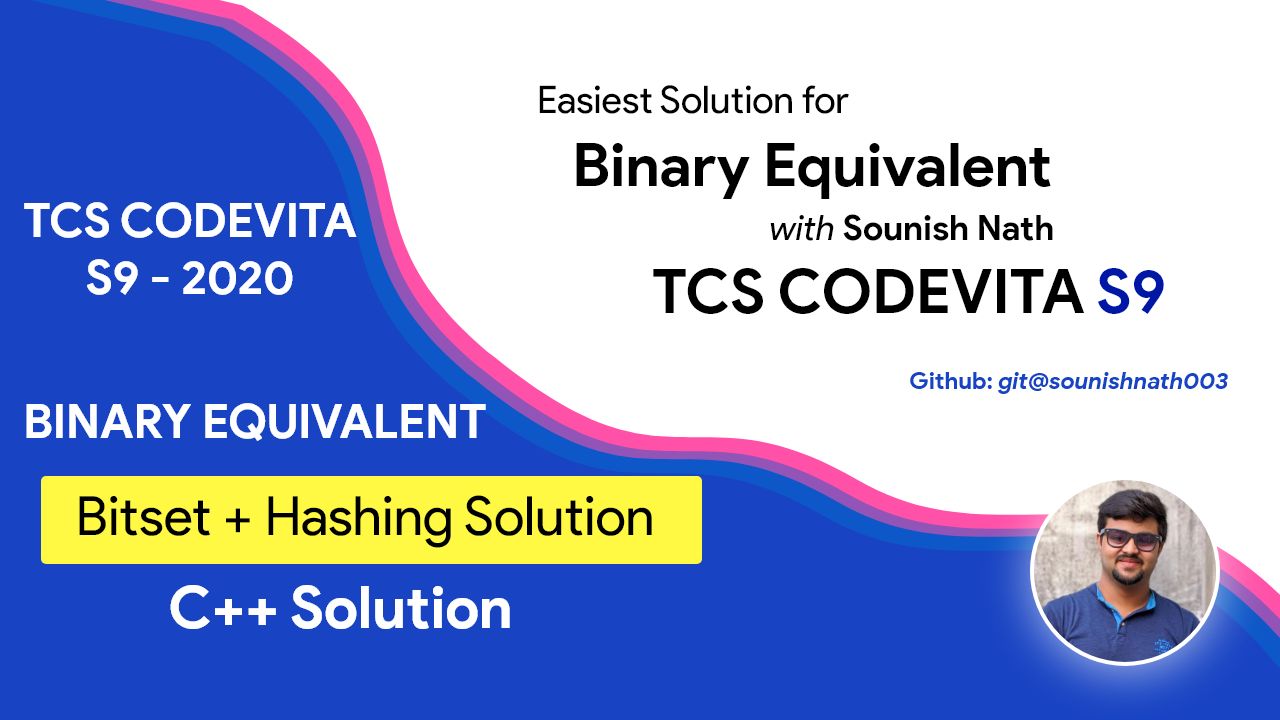 TCS CODEVITA
S9 - 2020
BINARY EQUIVALENT
Bitset + Hashing Solution
C++ Solution
Easiest Solution for
Binary Equivalent
with Sounish Nath
TCS CODEVITA S9
Github: git@sounishnath003